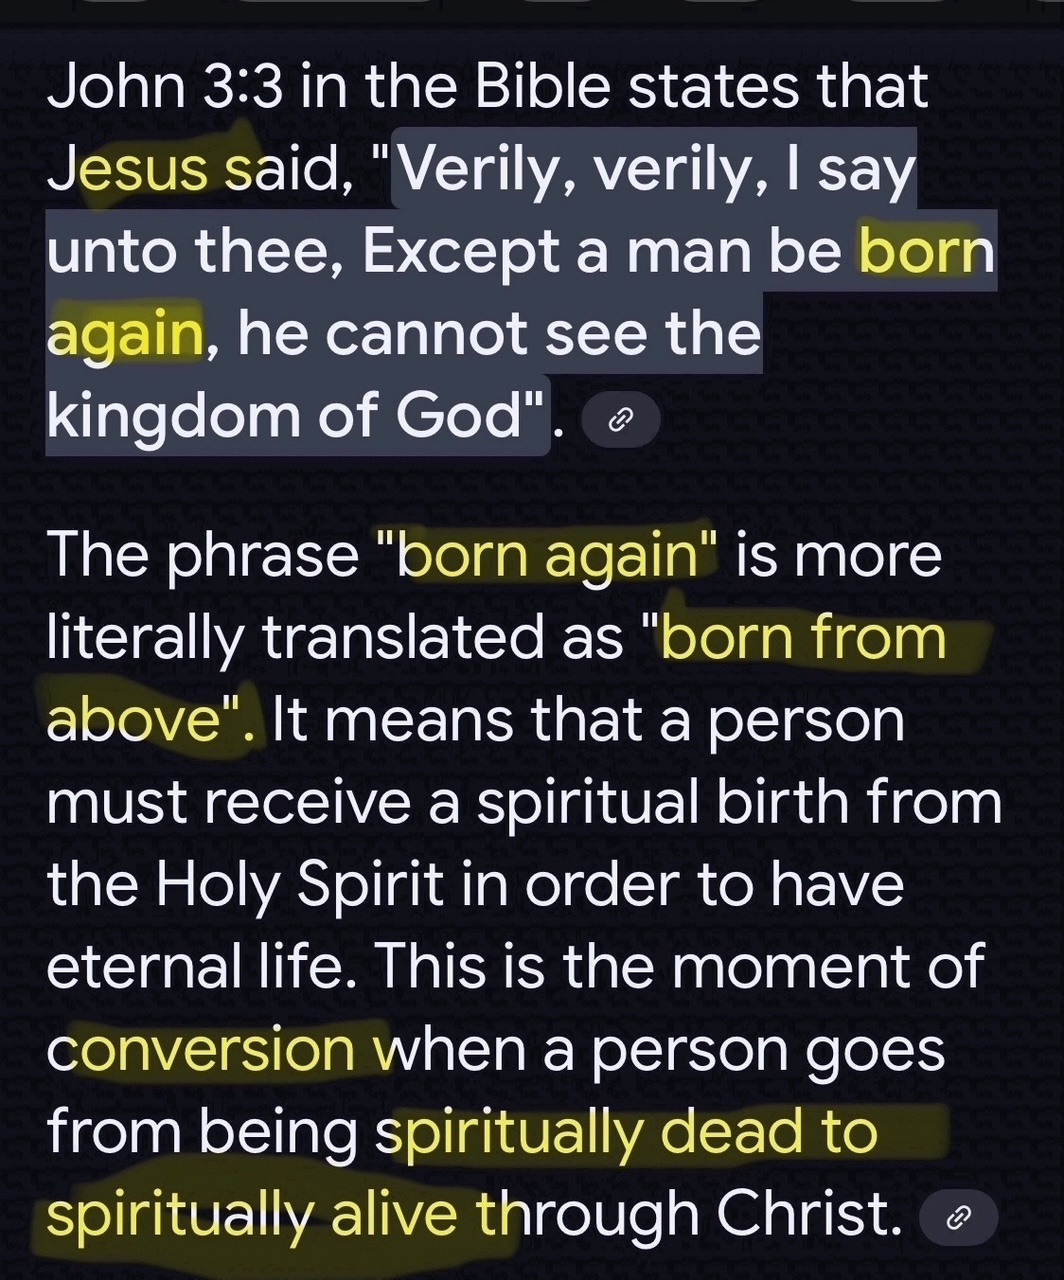 John 3:3 in the Bible states that
Jesus said, "Verily, verily, I say
unto thee, Except a man be born
again, he cannot see the
kingdom of God".
The phrase "born again" is more
literally translated as "born from
above". It means that a person
must receive a spiritual birth from
the Holy Spirit in order to have
eternal life. This is the moment of
conversion when a person goes
from being spiritually dead to
spiritually alive through Christ.